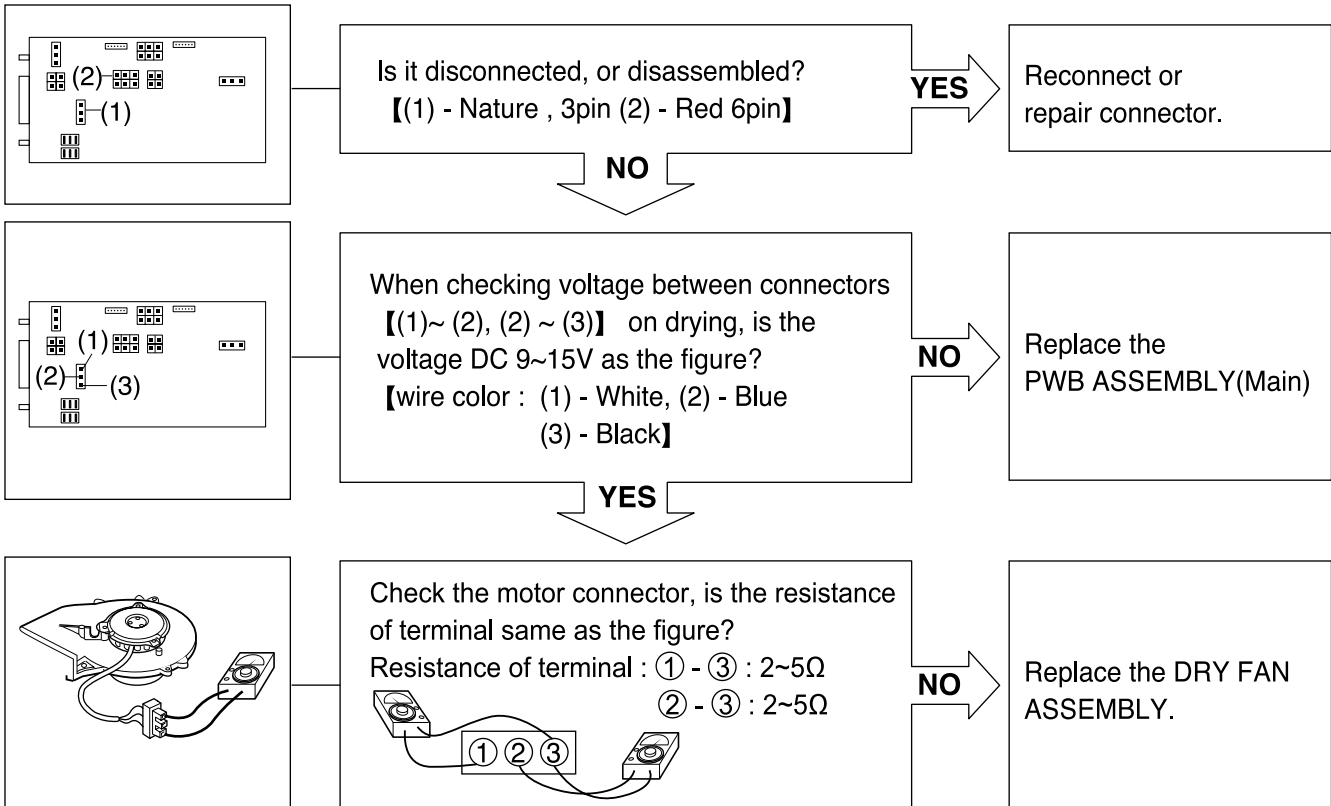 (2)
(1)
Is it disconnected, or disassembled?
【(1) - Nature , 3pin (2) - Red 6pin】
YES
Reconnect or
repair connector.
NO
(1)
(2)
(3)
When checking voltage between connectors
【(1)~ (2), (2) ~ (3)】 on drying, is the
voltage DC 9~15V as the figure?
【wire color : (1) - White, (2) - Blue
(3) - Black】
NO
Replace the
PWB ASSEMBLY(Main)
YES
Check the motor connector, is the resistance
of terminal same as the figure?
Resistance of terminal : ① - ③ : 2~5Ω
② - ③ : 2~5Ω
① ② ③
NO
Replace the DRY FAN
ASSEMBLY.